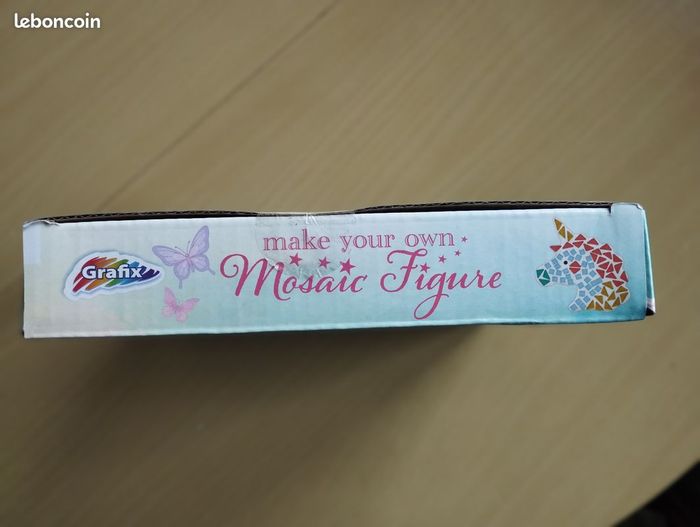 leboncoin
Grafix
make your own
Mosaic Figure